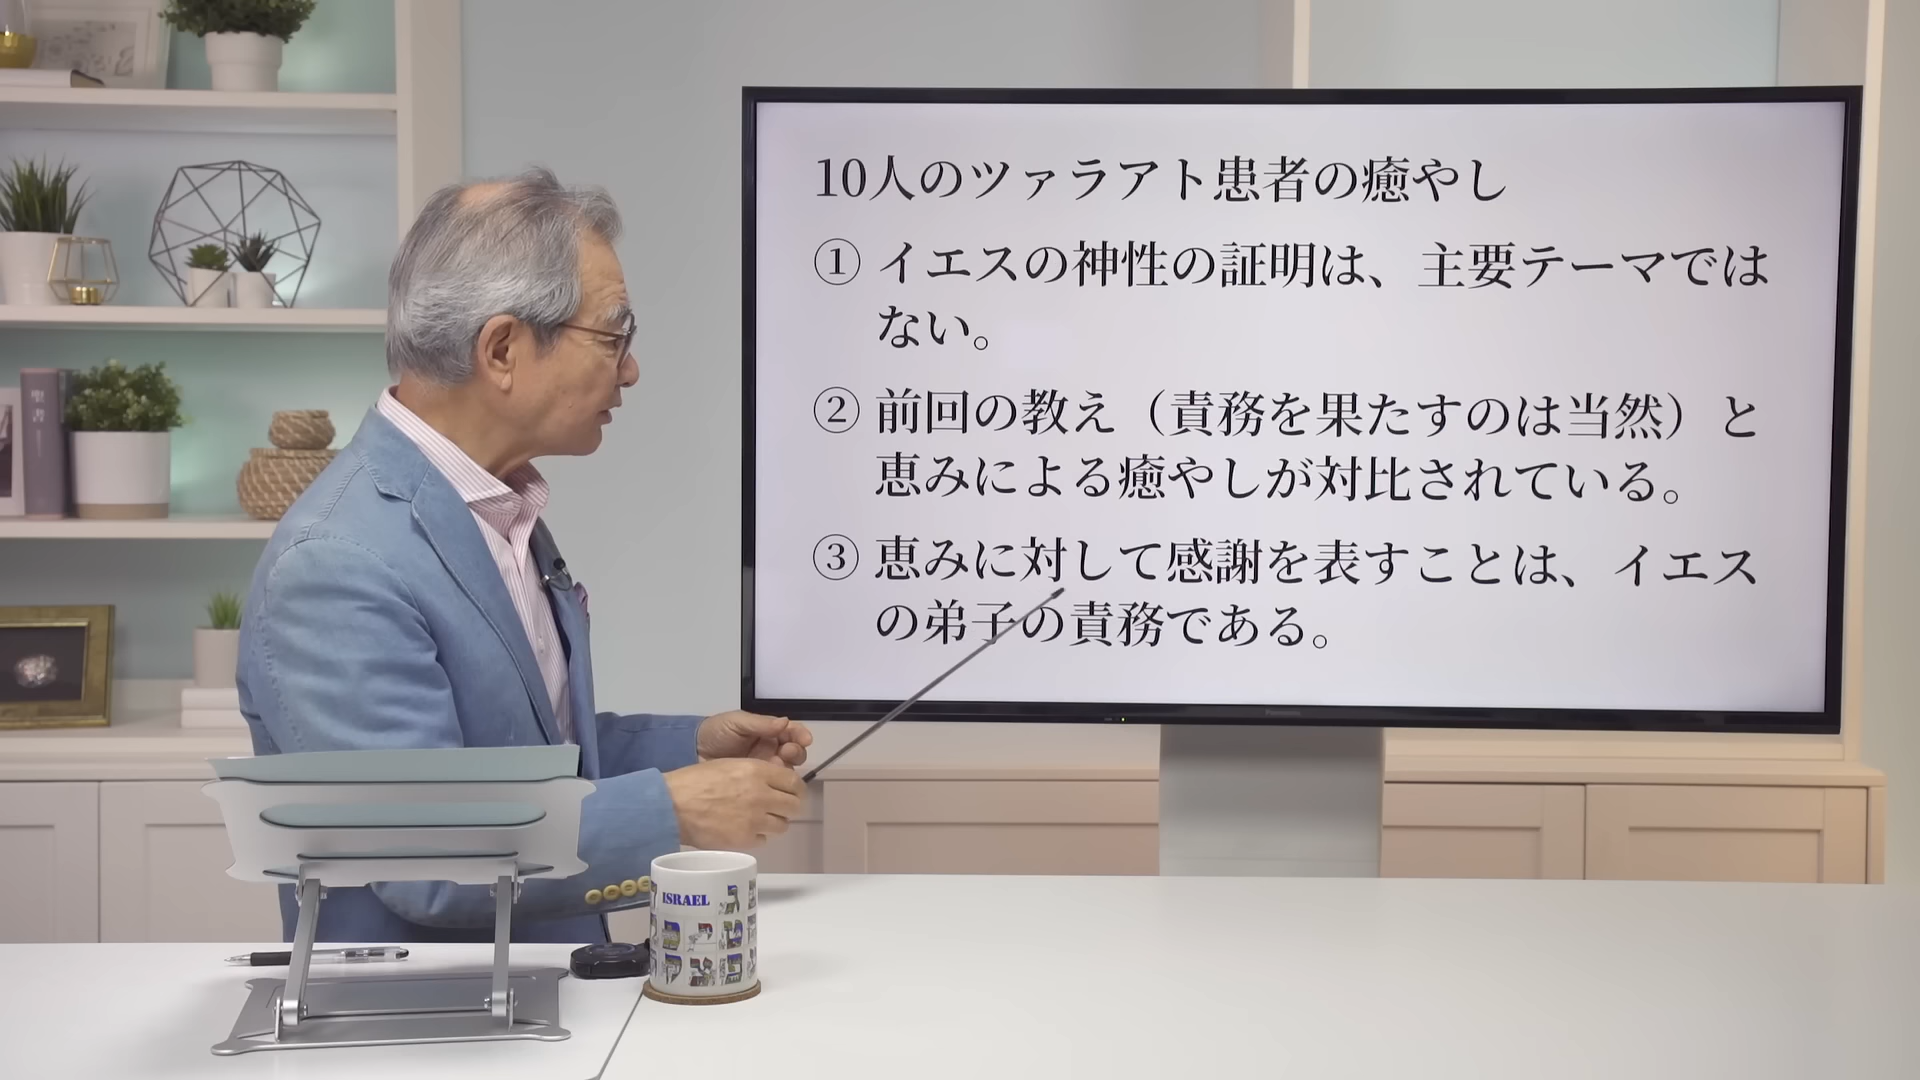 10人のツァラアト患者の癒やし
① イエスの神性の証明は、主要テーマでは
ない。
② 前回の教え（責務を果たすのは当然）と
恵みによる癒やしが対比されている。
③ 恵みに対して感謝を表すことは、イエス
の弟子の責務である。
聖書
Panasonic
ISRAEL